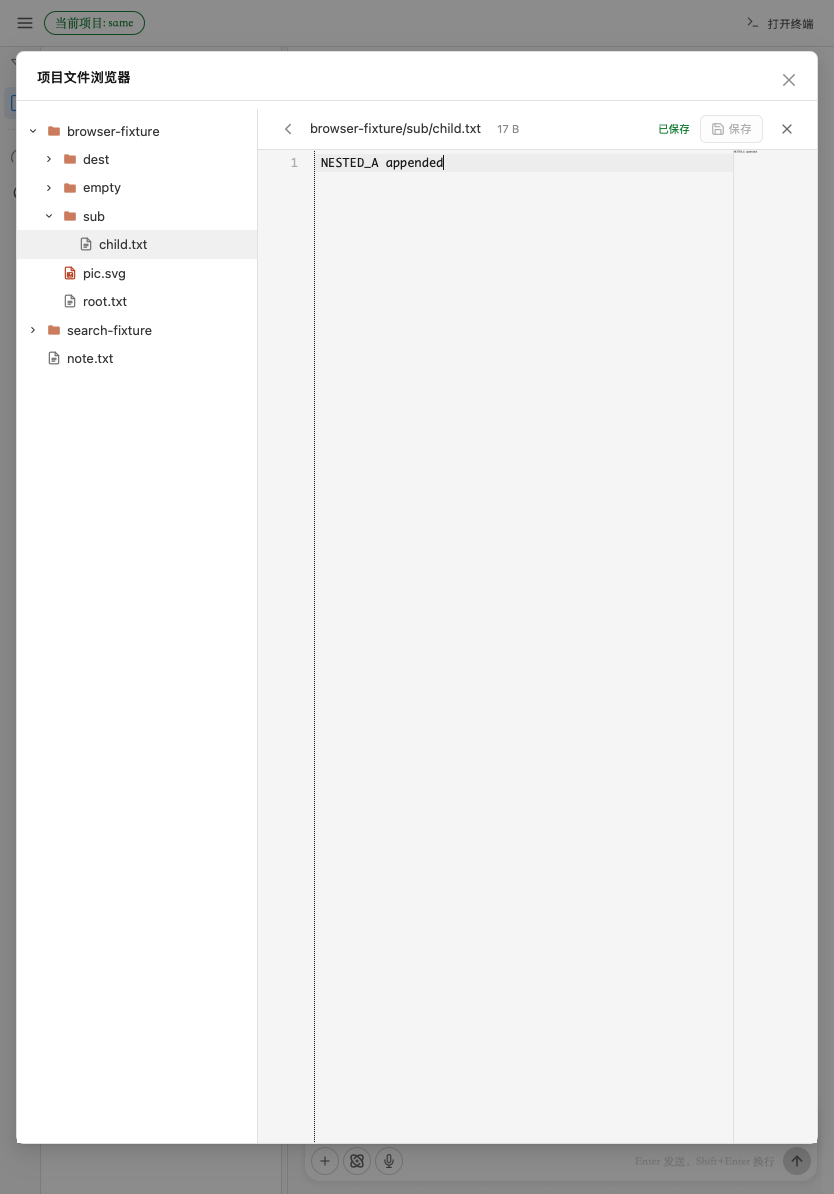 当前项目: same
打开终端
项目文件浏览器
browser-fixture
dest
empty
sub
child.txt
pic.svg
root.txt
search-fixture
note.txt
browser-fixture/sub/child.txt 17 B 已保存 保存
1 NESTED_A appended
Enter 发送，Shift+Enter 换行